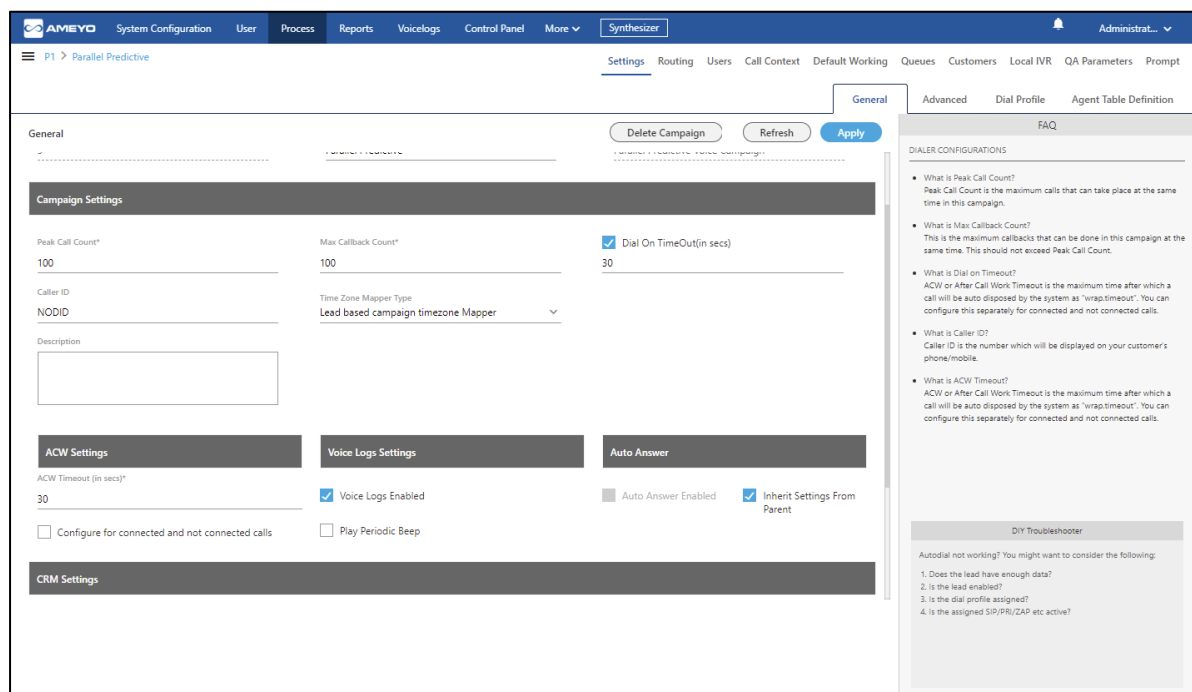 AMEYO System Configuration User Process Reports Voicelogs Control Panel More Synthesizer Administrat...
P1 > Parallel Predictive
Settings Routing Users Call Context Default Working Queues Customers Local IVR QA Parameters Prompt
General Advanced Dial Profile Agent Table Definition
General
Delete Campaign Refresh Apply
Parallel Predictive Parallel Predictive Voice Campaign
Campaign Settings
Peak Call Count* Max Callback Count* Dial On TimeOut(in secs)
100 100 30
Caller ID Time Zone Mapper Type
NODID Lead based campaign timezone Mapper
Description
ACW Settings Voice Logs Settings Auto Answer
ACW Timeout (in secs)*
30
Voice Logs Enabled Auto Answer Enabled Inherit Settings From
Parent
Configure for connected and not connected calls Play Periodic Beep
CRM Settings
FAQ
DIALER CONFIGURATIONS
What is Peak Call Count?
Peak Call Count is the maximum calls that can take place at the same
time in this campaign.
What is Max Callback Count?
This is the maximum callbacks that can be done in this campaign at the
same time. This should not exceed Peak Call Count.
What is Dial on Timeout?
ACW or After Call Work Timeout is the maximum time after which a
call will be auto disposed by the system as "wrap.timeout". You can
configure this separately for connected and not connected calls.
What is Caller ID?
Caller ID is the number which will be displayed on your customer's
phone/mobile.
What is ACW Timeout?
ACW or After Call Work Timeout is the maximum time after which a
call will be auto disposed by the system as "wrap.timeout". You can
configure this separately for connected and not connected calls.
DIY Troubleshooter
Autodial not working? You might want to consider the following:
1. Does the lead have enough data?
2. Is the lead enabled?
3. Is the dial profile assigned?
4. Is the assigned SIP/PRI/ZAP etc active?